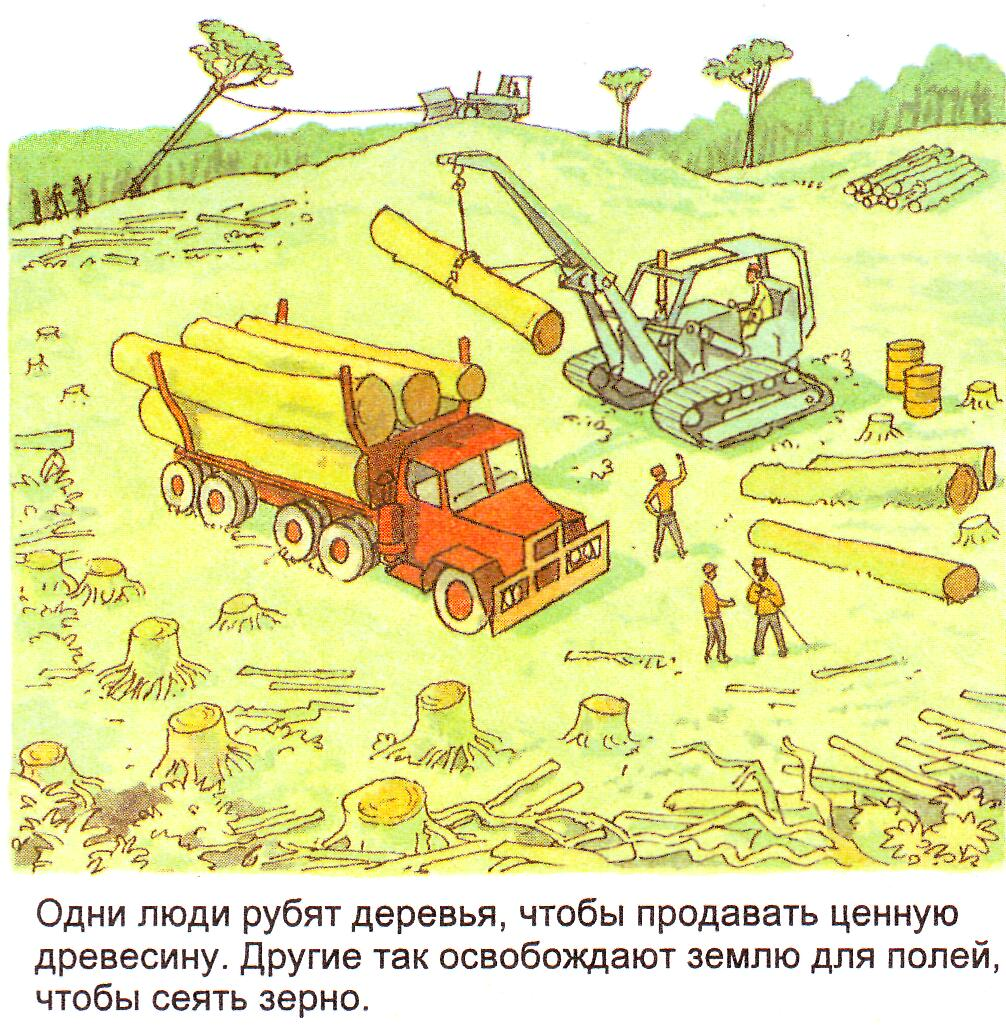 Одни люди рубят деревья, чтобы продавать ценную
древесину. Другие так освобождают землю для полей,
чтобы сеять зерно.